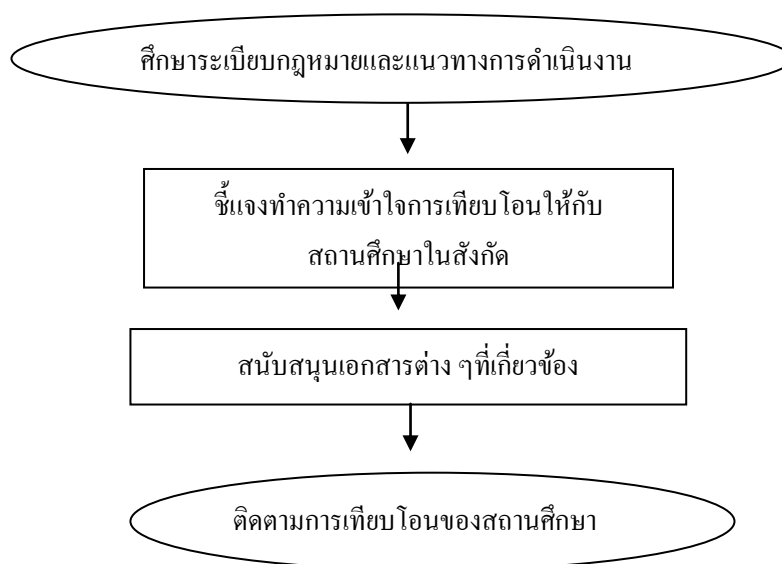 ศึกษาระเบียบกฎหมายและแนวทางการดำเนินงาน
ชี้แจงทำความเข้าใจการเทียบโอนให้กับ
สถานศึกษาในสังกัด
สนับสนุนเอกสารต่าง ๆที่เกี่ยวข้อง
ติดตามการเทียบโอนของสถานศึกษา